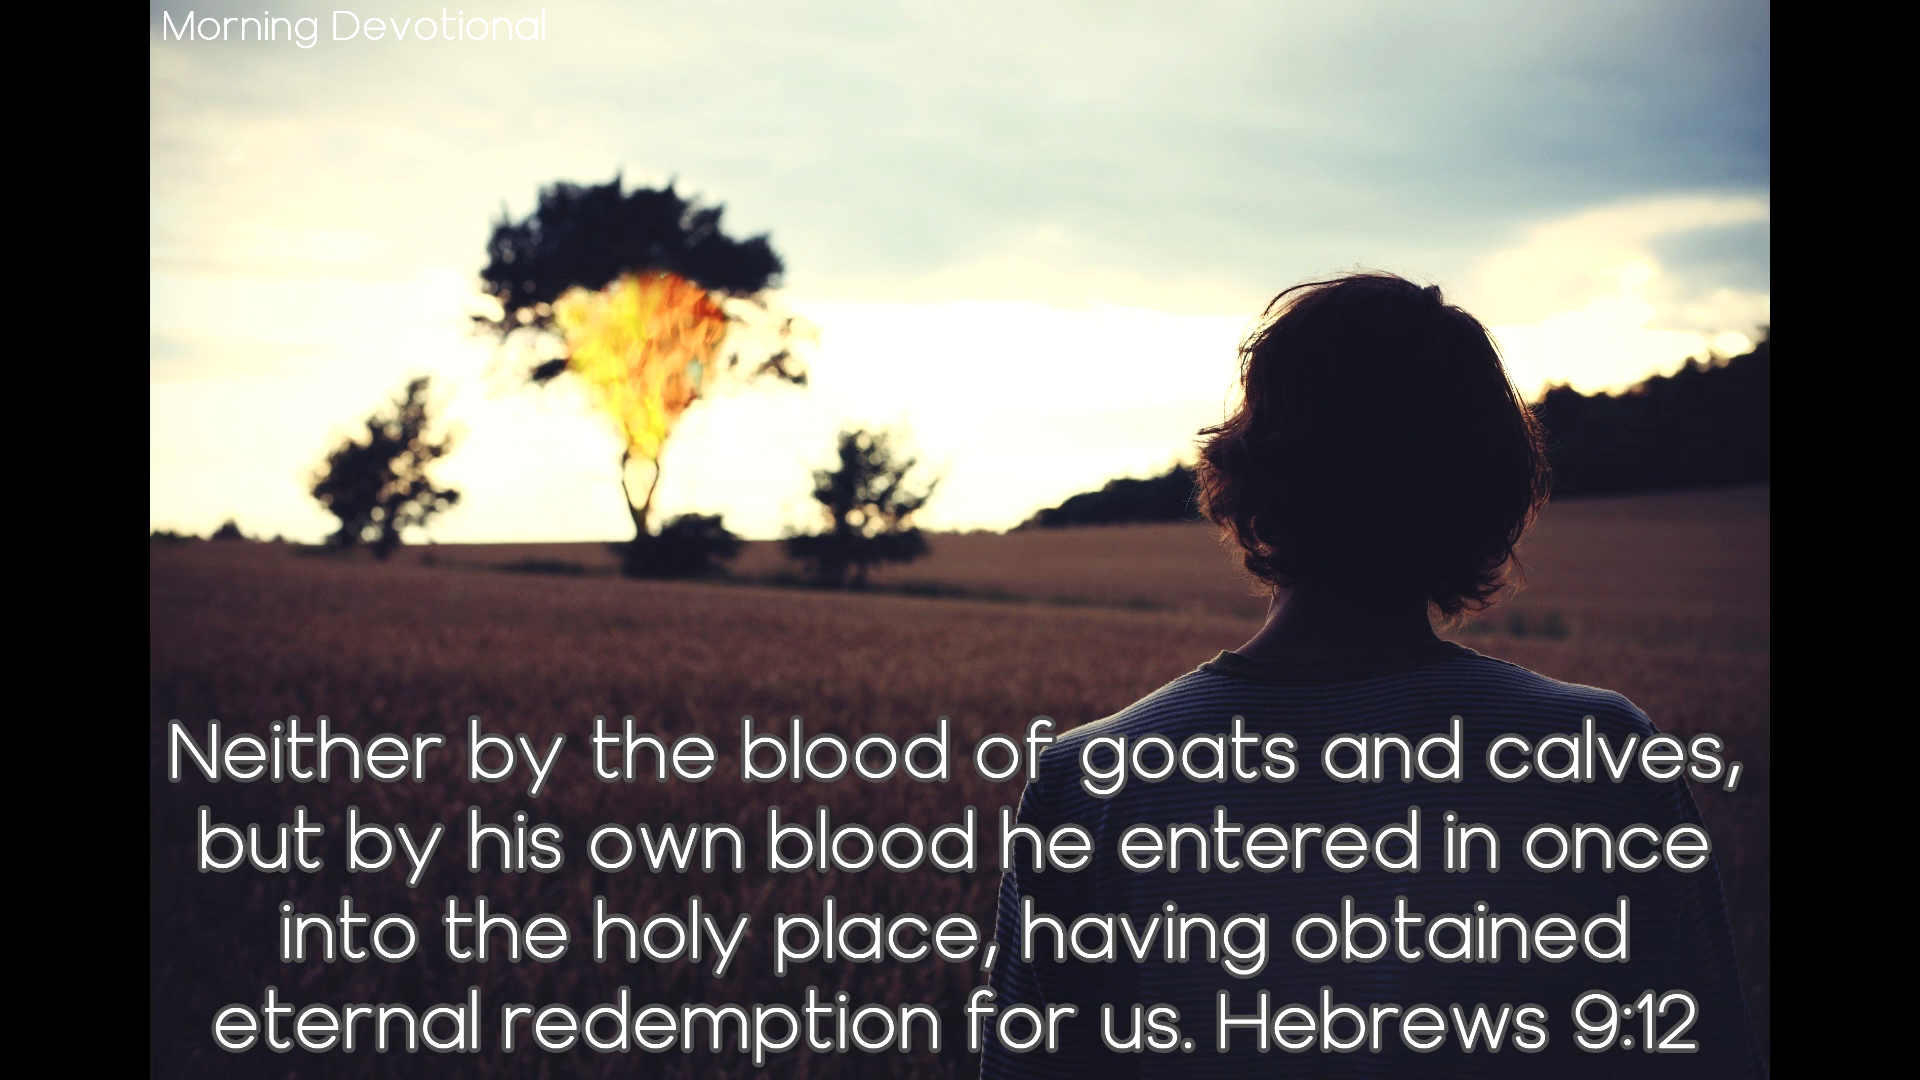 Morning Devotional
Neither by the blood of goats and calves,
but by his own blood he entered in once
into the holy place, having obtained
eternal redemption for us. Hebrews 9:12